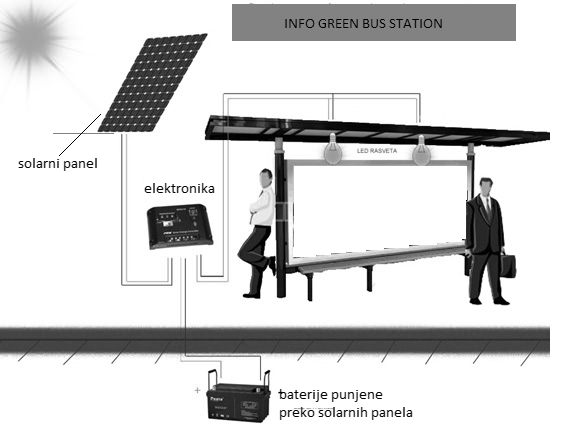 INFO GREEN BUS STATION
solarni panel
elektronika
LED RASVETA
baterije punjene
preko solarnih panela